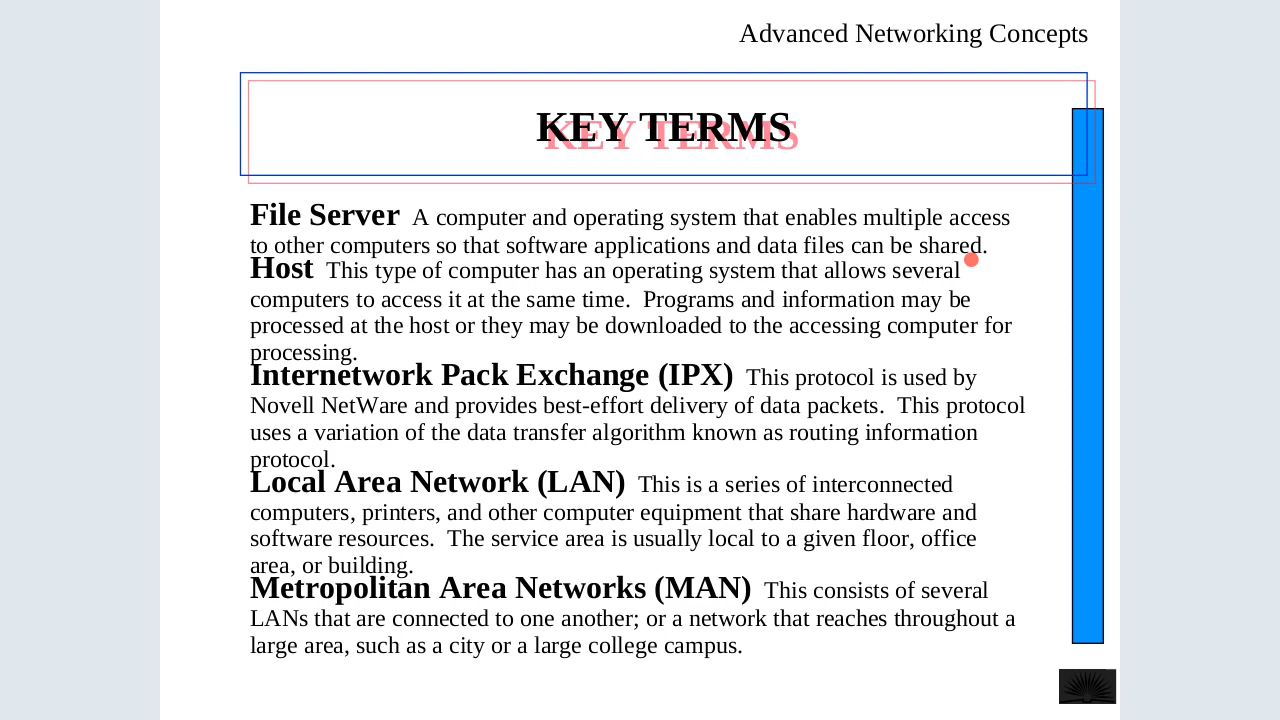 Advanced Networking Concepts
KEY TERMS
File Server  A computer and operating system that enables multiple access
to other computers so that software applications and data files can be shared.
Host  This type of computer has an operating system that allows several
computers to access it at the same time.  Programs and information may be
processed at the host or they may be downloaded to the accessing computer for
processing.
Internetwork Pack Exchange (IPX)  This protocol is used by
Novell NetWare and provides best-effort delivery of data packets.  This protocol
uses a variation of the data transfer algorithm known as routing information
protocol.
Local Area Network (LAN)  This is a series of interconnected
computers, printers, and other computer equipment that share hardware and
software resources.  The service area is usually local to a given floor, office
area, or building.
Metropolitan Area Networks (MAN)  This consists of several
LANs that are connected to one another; or a network that reaches throughout a
large area, such as a city or a large college campus.